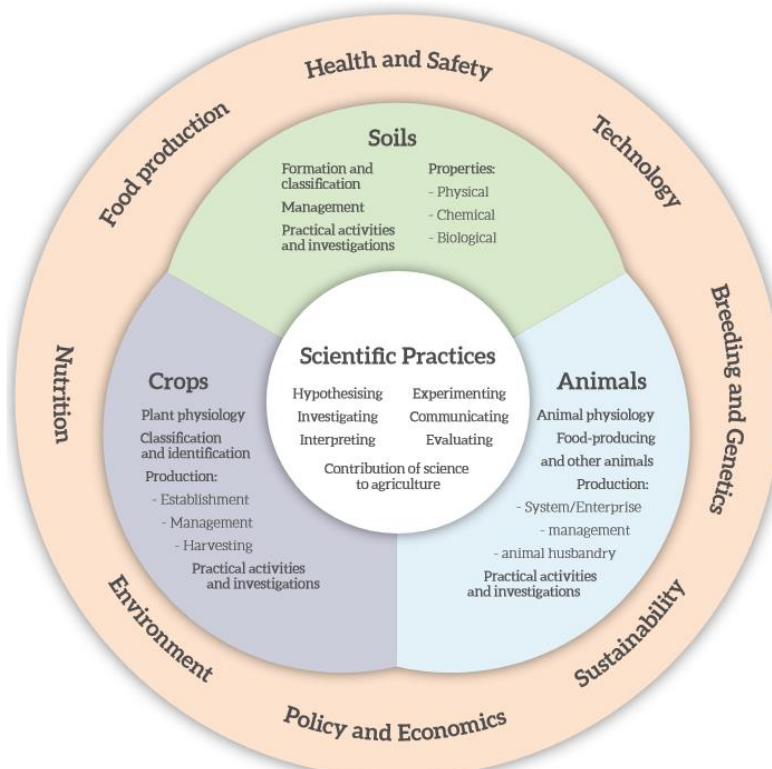 Health and Safety
Technology
Breeding and Genetics
Sustainability
Policy and Economics
Environment
Nutrition
Food production
Soils
Formation and
classification
Management
Practical activities
and investigations
Properties:
- Physical
- Chemical
- Biological
Scientific Practices
Hypothesising
Experimenting
Investigating
Communicating
Interpreting
Evaluating
Contribution of science
to agriculture
Crops
Plant physiology
Classification
and identification
Production:
- Establishment
- Management
- Harvesting
Practical activities
and investigations
Animals
Animal physiology
Food-producing
and other animals
Production:
- System/Enterprise
- management
- animal husbandry
Practical activities
and investigations